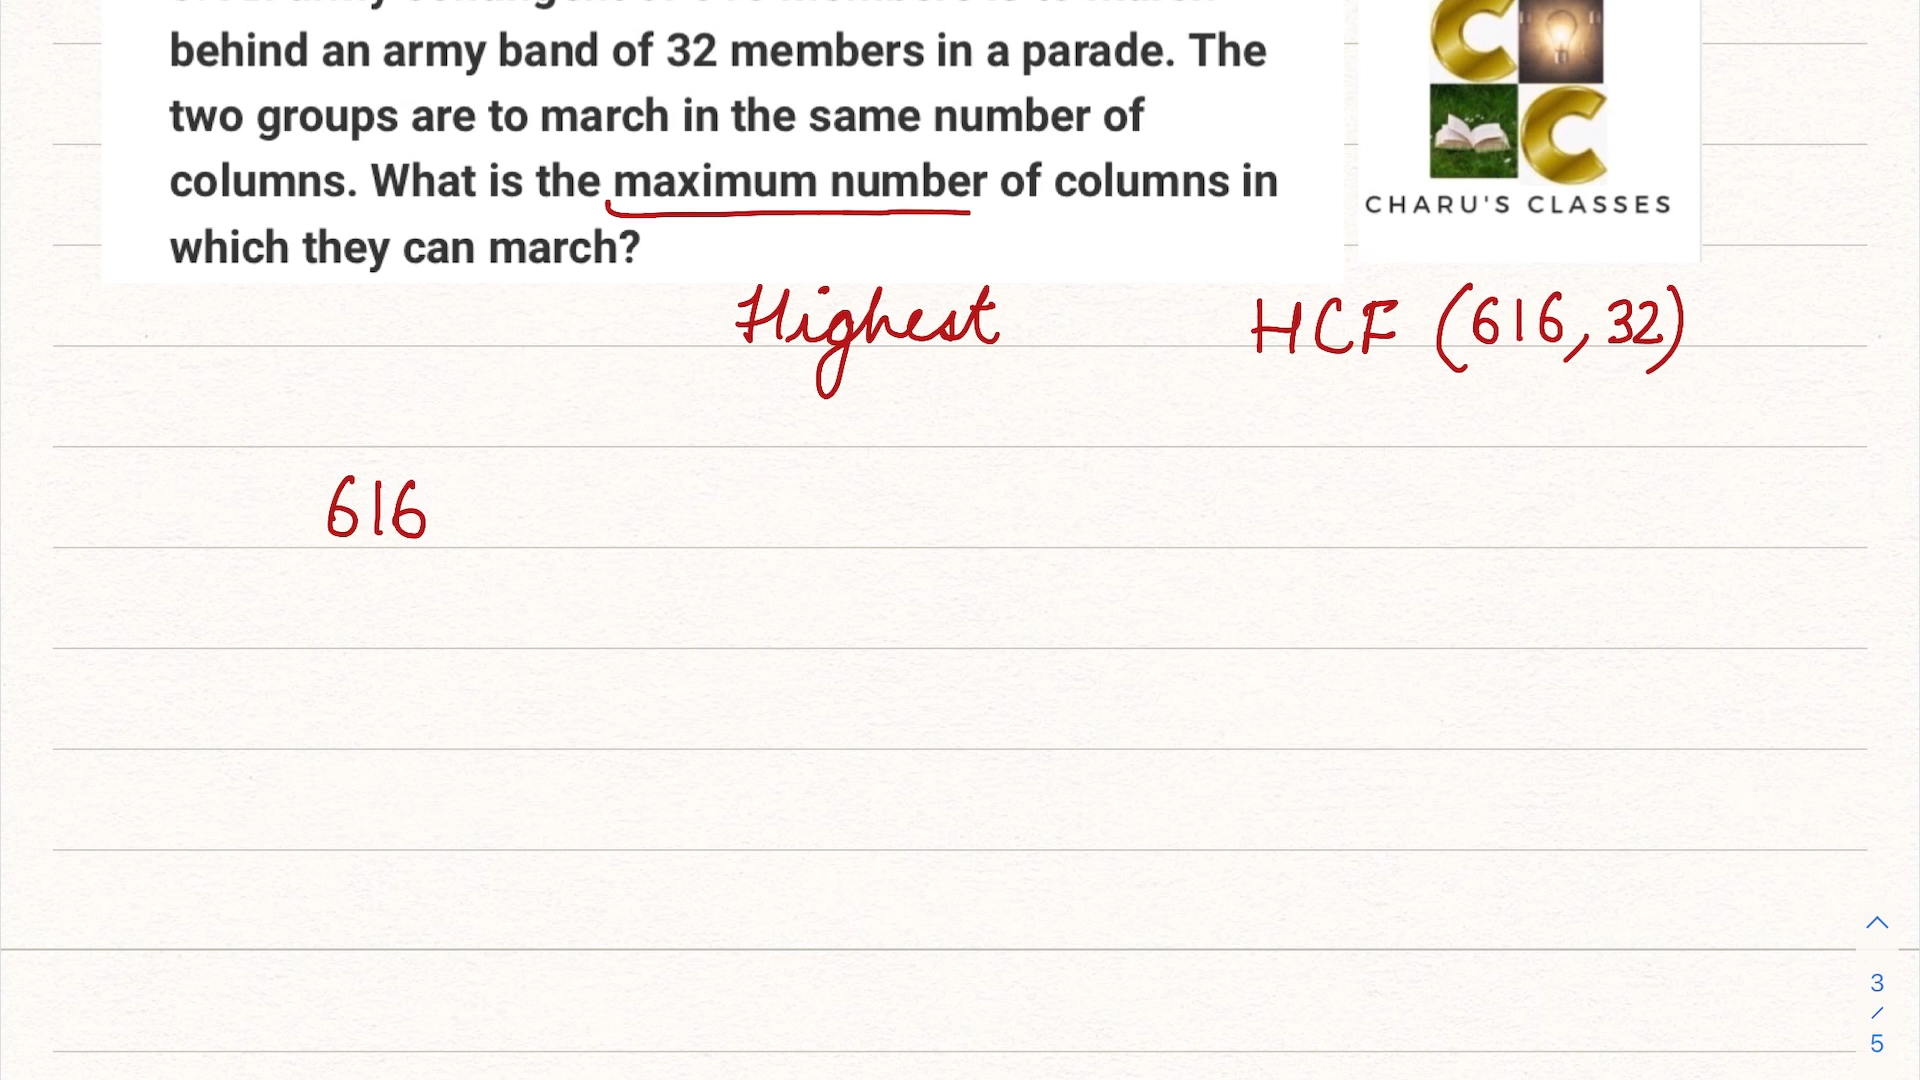 behind an army band of 32 members in a parade. The
two groups are to march in the same number of
columns. What is the maximum number of columns in
which they can march?
CHARU'S CLASSES
Highest
HCF (616, 32)
616
3
/
5